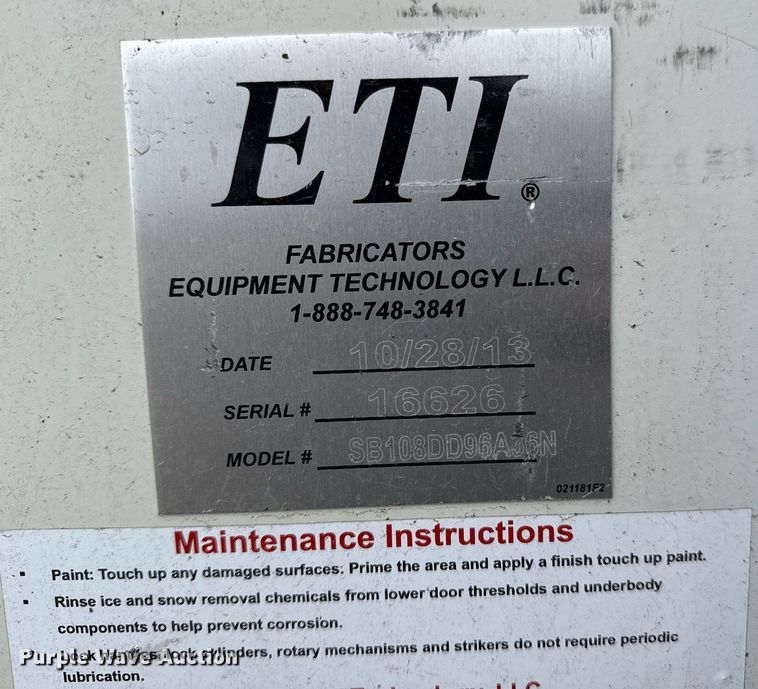 ETI®
FABRICATORS
EQUIPMENT TECHNOLOGY L.L.C.
1-888-748-3841
DATE 10/28/13
SERIAL # 16626
MODEL #
021181F2
Maintenance Instructions
▪ Paint: Touch up any damaged surfaces. Prime the area and apply a finish touch up paint.
▪ Rinse ice and snow removal chemicals from lower door thresholds and underbody
components to help prevent corrosion.
cylinders, rotary mechanisms and strikers do not require periodic
lubrication.
Purple Wave Auction
LLC